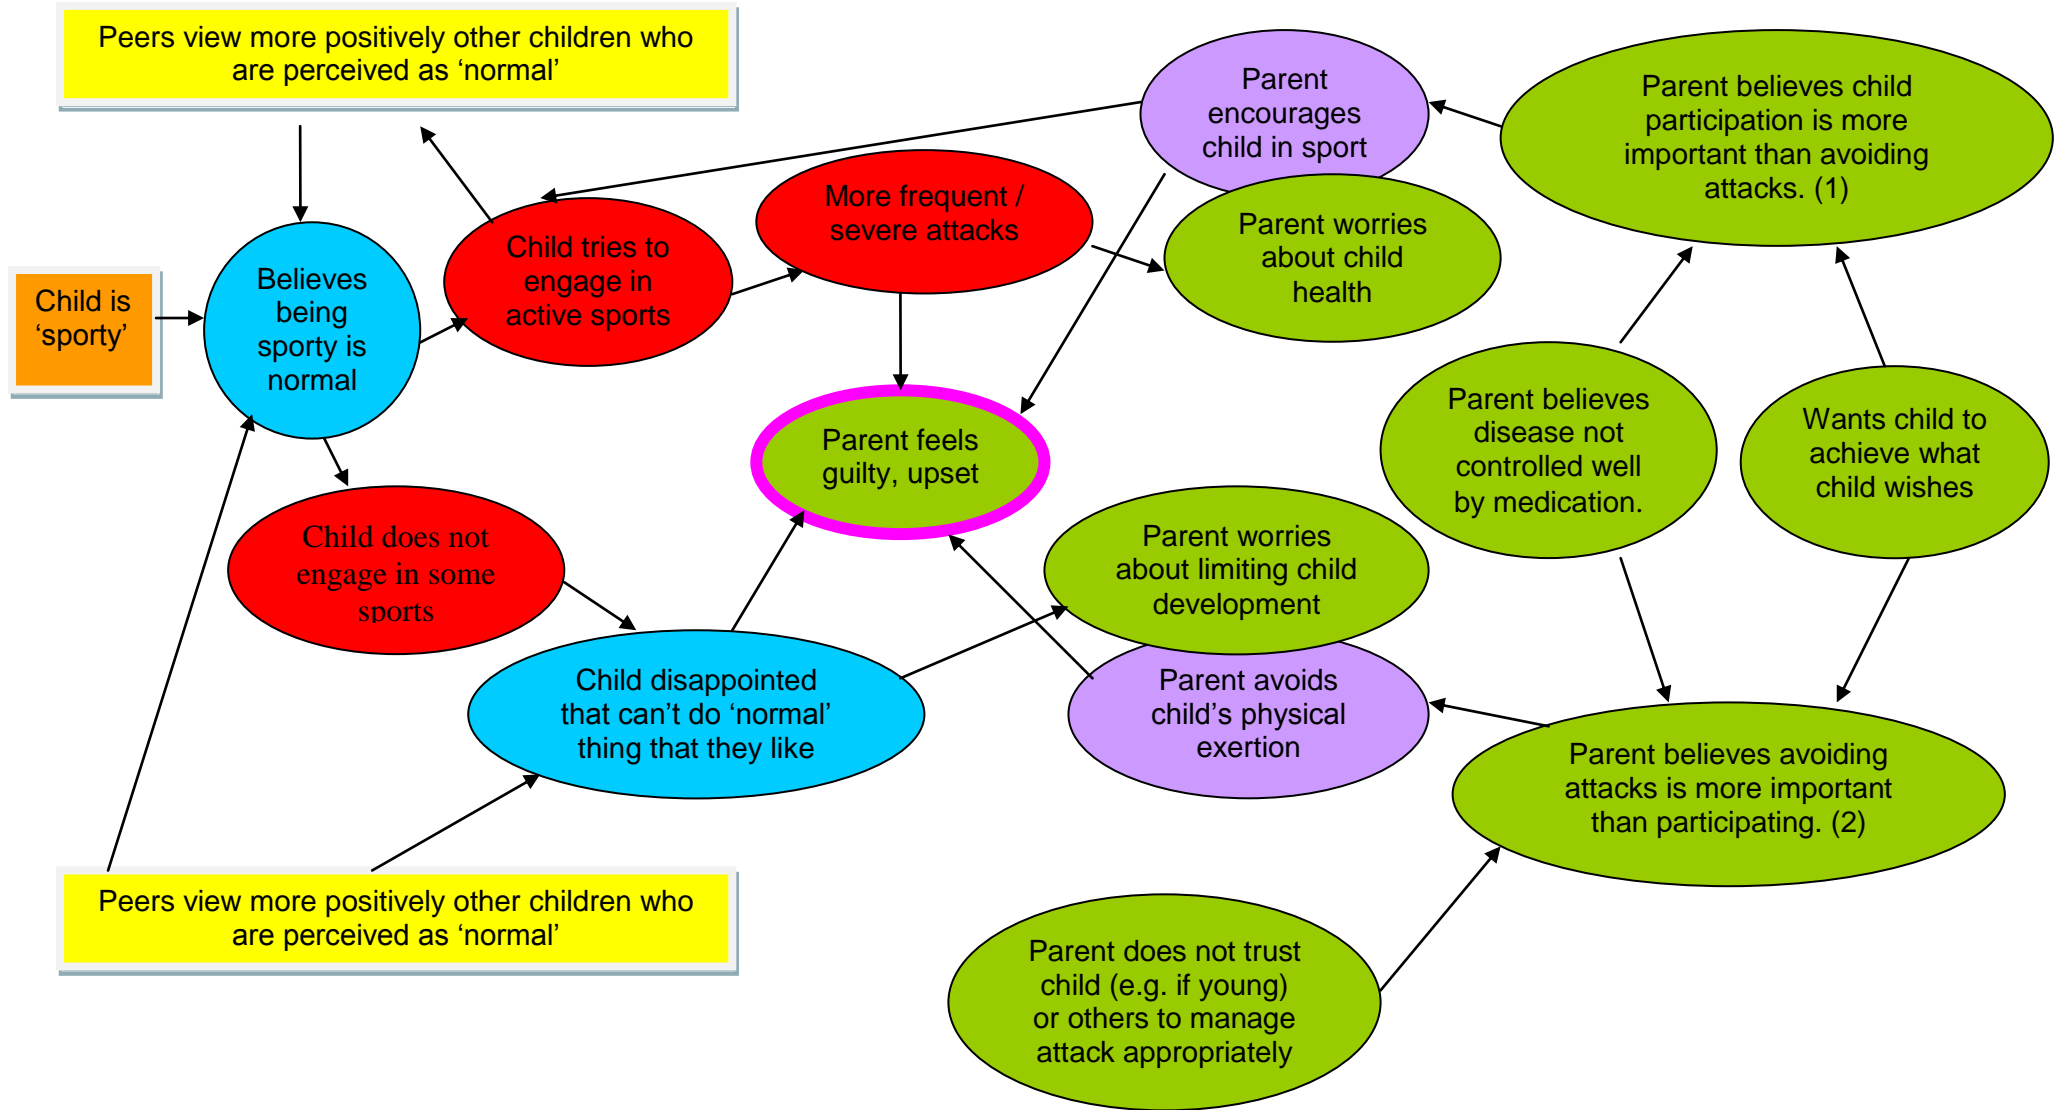 Peers view more positively other children who
are perceived as ‘normal’
Parent
encourages
child in sport
Parent believes child
participation is more
important than avoiding
attacks. (1)
More frequent /
severe attacks
Parent worries
about child
health
Child tries to
engage in
active sports
Believes
being
sporty is
normal
Child is
‘sporty’
Parent feels
guilty, upset
Parent believes
disease not
controlled well
by medication.
Wants child to
achieve what
child wishes
Child does not
engage in some
sports
Parent worries
about limiting child
development
Child disappointed
that can’t do ‘normal’
thing that they like
Parent avoids
child’s physical
exertion
Parent believes avoiding
attacks is more important
than participating. (2)
Peers view more positively other children who
are perceived as ‘normal’
Parent does not trust
child (e.g. if young)
or others to manage
attack appropriately